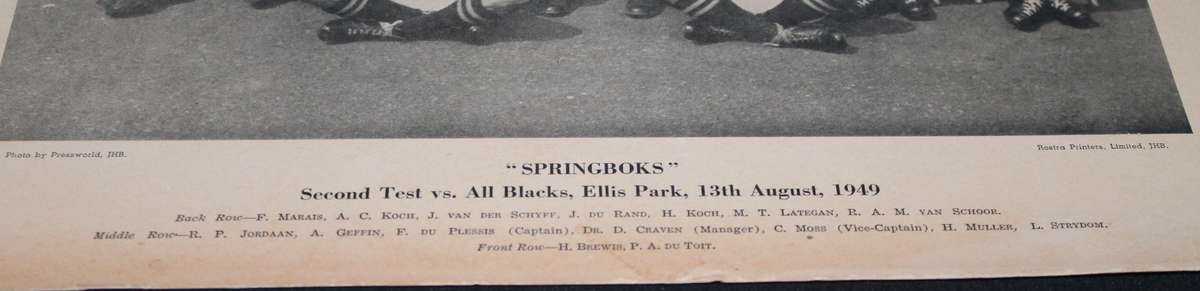 Photo by Pressworld, JHB.
Rostra Printers, Limited, JHB.
"SPRINGBOKS"
Second Test vs. All Blacks, Ellis Park, 13th August, 1949
Back Row—F. Marais, A. C. Koch, J. van der Schyff, J. du Rand, H. Koch, M. T. Lategan, R. A. M. van Schoor.
Middle Row—R. P. Jordaan, A. Geffin, F. du Plessis (Captain), Dr. D. Craven (Manager), C. Moss (Vice-Captain), H. Muller, L. Strydom.
Front Row—H. Brewis, P. A. du Toit.